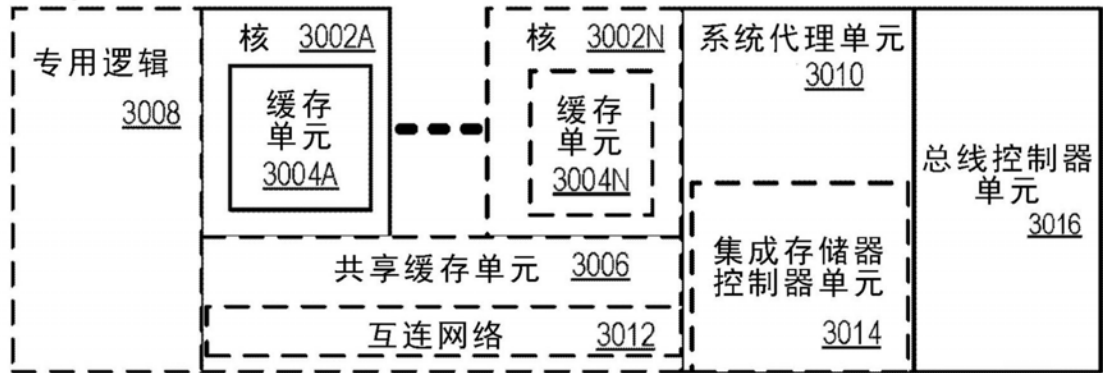 专用逻辑
3008
核 3002A
缓存
单元
3004A
核 3002N
缓存
单元
3004N
共享缓存单元 3006
互连网络 3012
系统代理单元
3010
集成存储器
控制器单元
3014
总线控制器
单元
3016